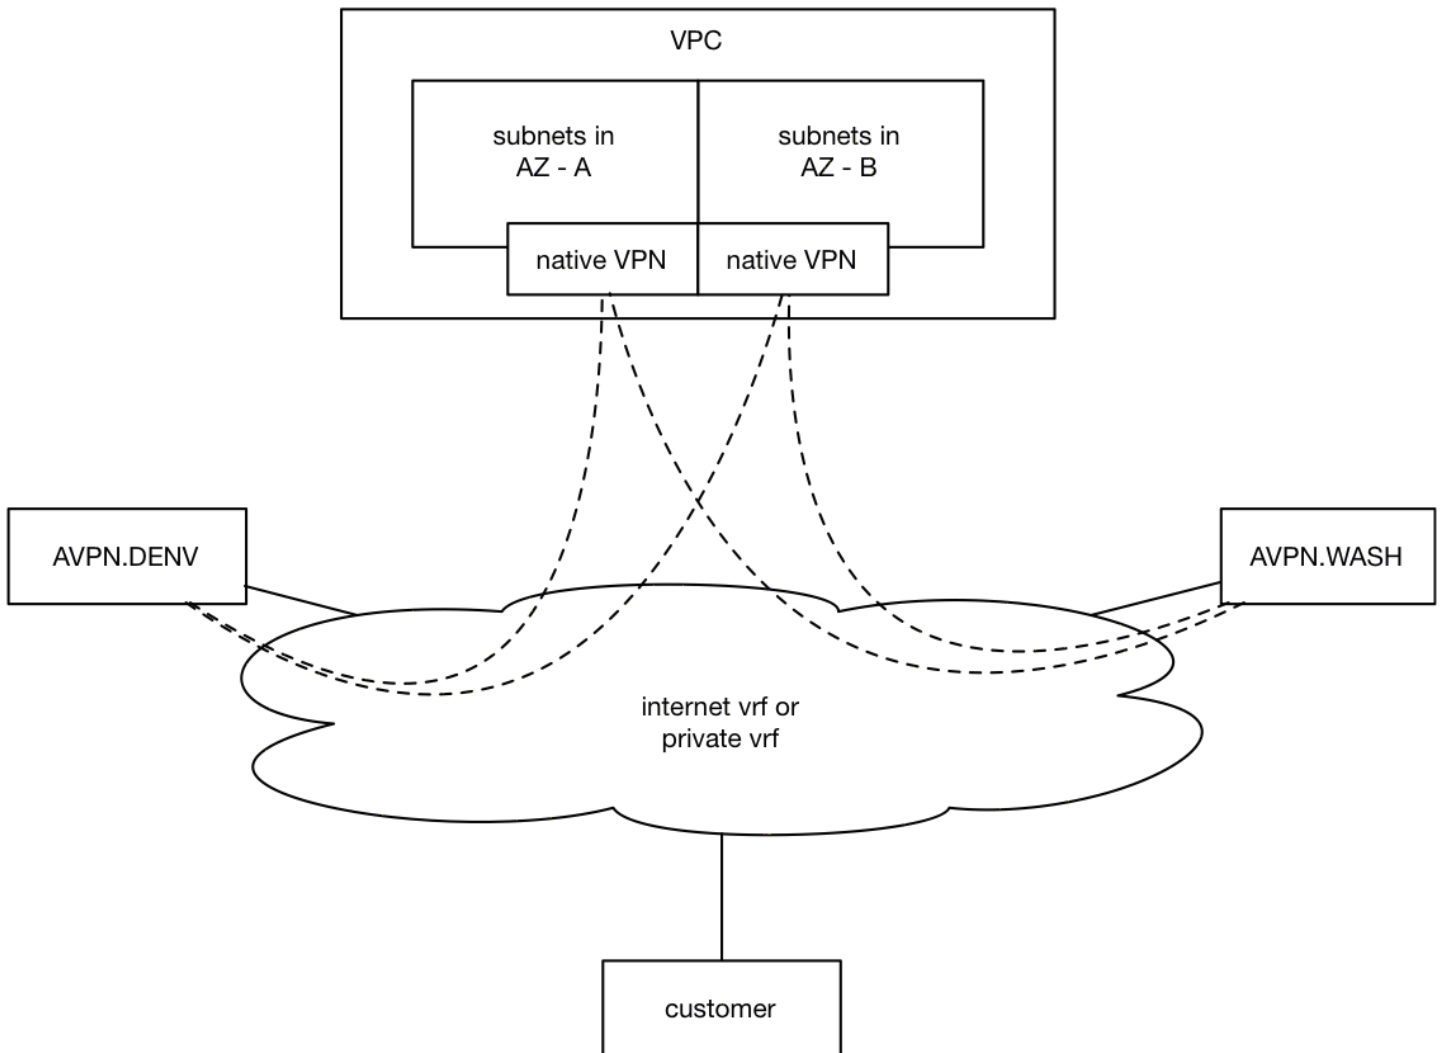 VPC
subnets in
AZ - A
subnets in
AZ - B
native VPN
native VPN
AVPN.DENV
AVPN.WASH
internet vrf or
private vrf
customer